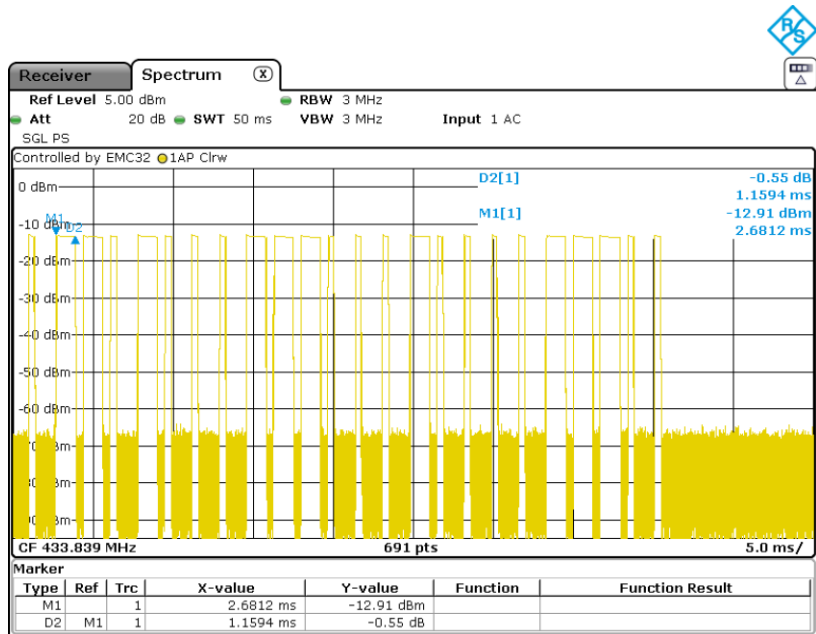 R&S
Receiver Spectrum X
Ref Level 5.00 dBm RBW 3 MHz
Att 20 dB SWT 50 ms VBW 3 MHz Input 1 AC
SGL PS
Controlled by EMC32 1AP Clrw
D2[1] -0.55 dB
1.1594 ms
M1[1] -12.91 dBm
2.6812 ms
0 dBm
M1
-10 dBm D2
-20 dBm
-30 dBm
-40 dBm
-50 dBm
-60 dBm
CF 433.839 MHz 691 pts 5.0 ms/
Marker
Type Ref Trc X-value Y-value Function Function Result
M1 1 2.6812 ms -12.91 dBm
D2 M1 1 1.1594 ms -0.55 dB